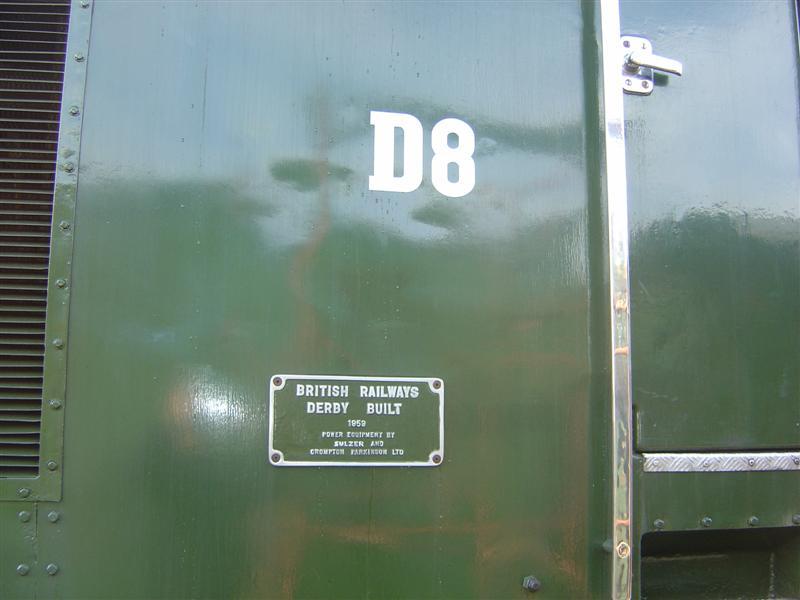 D8
BRITISH RAILWAYS
DERBY BUILT
1959
POWER EQUIPMENT BY
SULZER AND
CROMPTON PARKINSON LTD